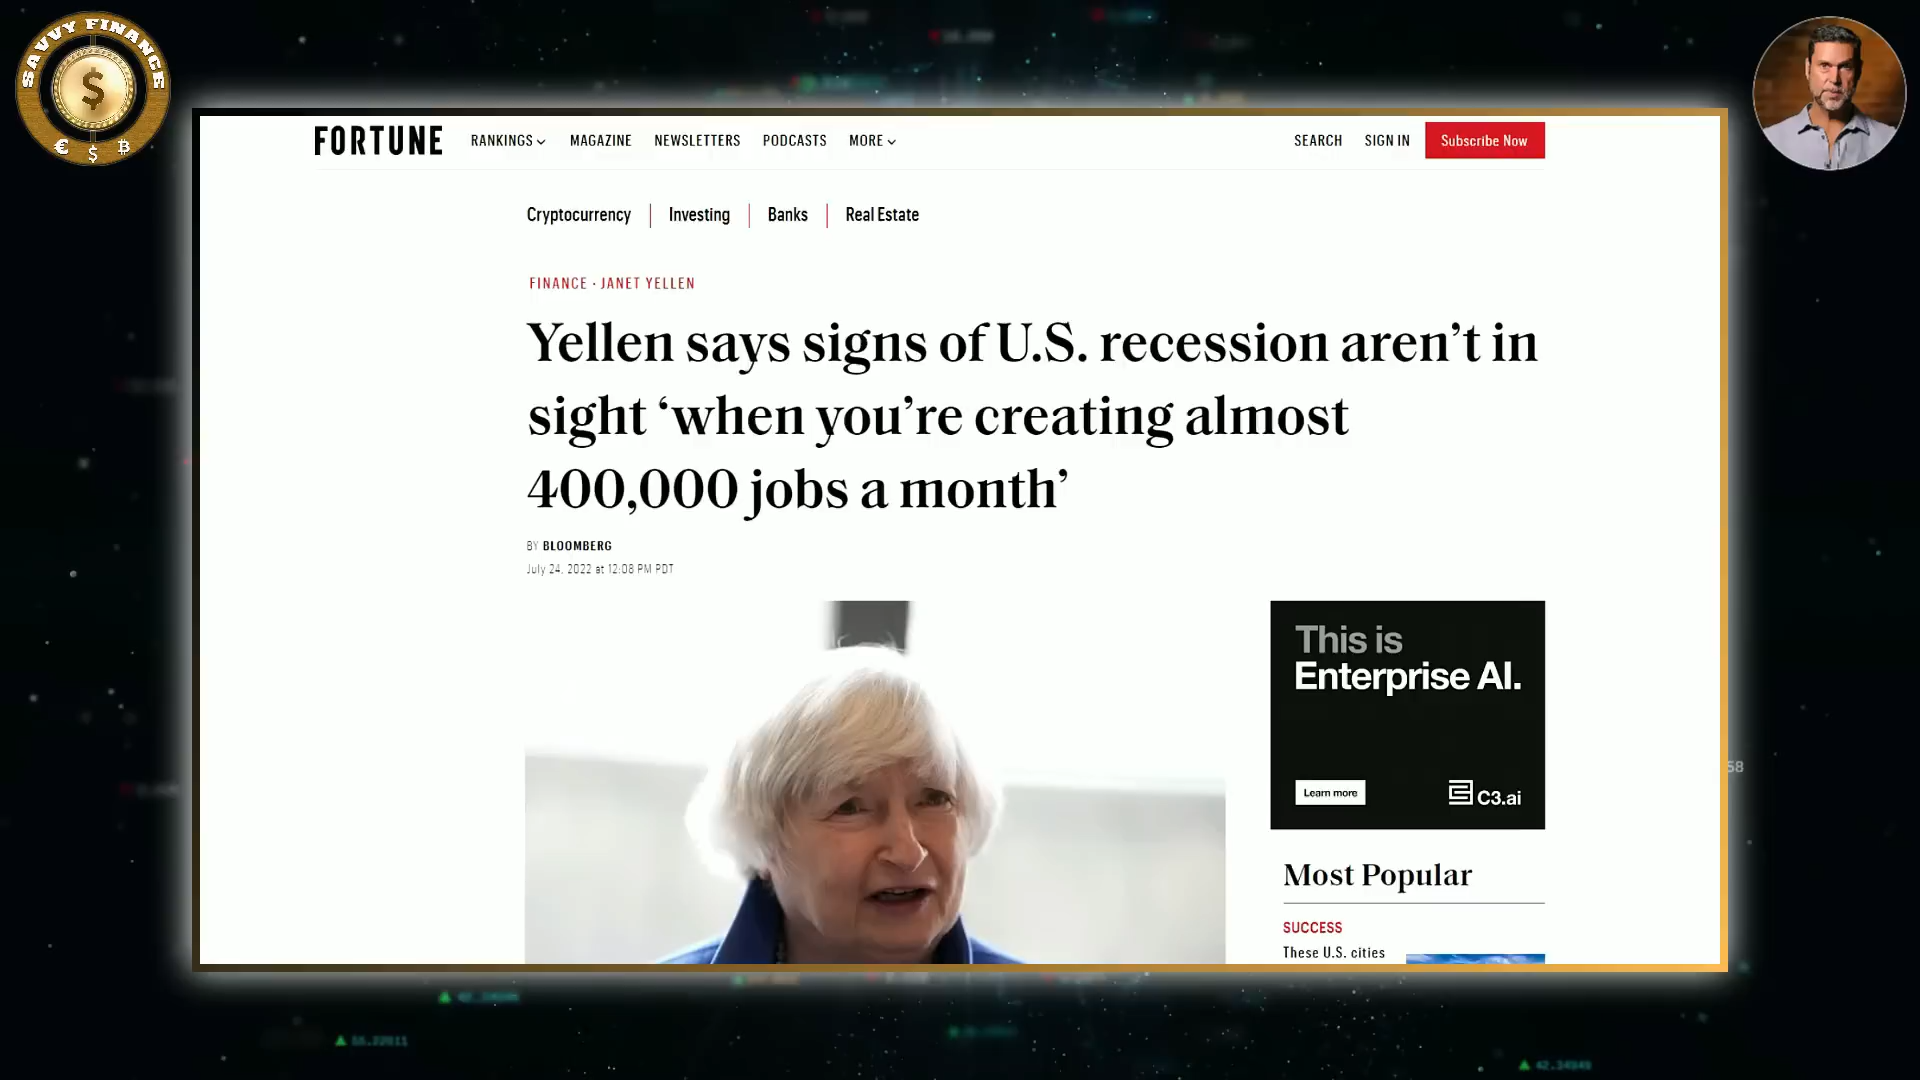 SAVVY FINANCE
$
€ $ ₿
FORTUNE
RANKINGS MAGAZINE NEWSLETTERS PODCASTS MORE
SEARCH SIGN IN Subscribe Now
Cryptocurrency Investing Banks Real Estate
FINANCE · JANET YELLEN
Yellen says signs of U.S. recession aren’t in
sight ‘when you’re creating almost
400,000 jobs a month’
BY BLOOMBERG
July 24, 2022 at 12:08 PM PDT
This is
Enterprise AI.
Learn more
C3.ai
Most Popular
SUCCESS
These U.S. cities
58